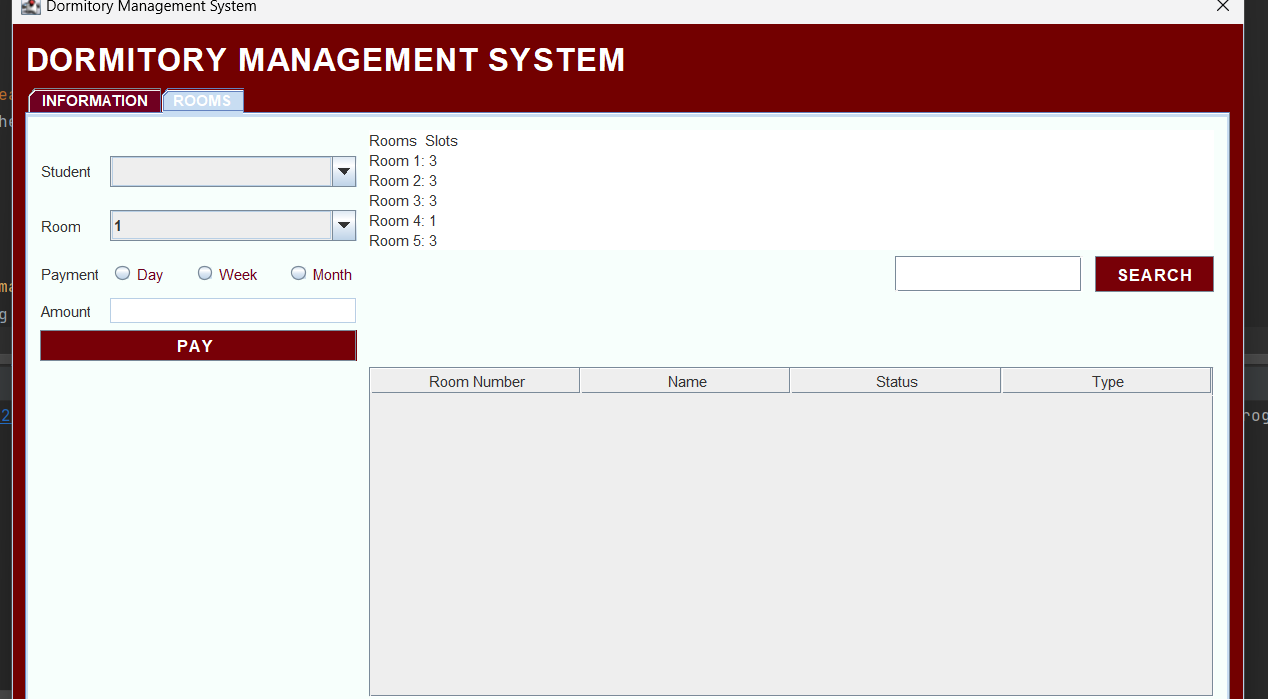 Dormitory Management System
DORMITORY MANAGEMENT SYSTEM
INFORMATION ROOMS
Student
Room 1
Payment Day Week Month
Amount
PAY
Rooms Slots
Room 1: 3
Room 2: 3
Room 3: 3
Room 4: 1
Room 5: 3
SEARCH
Room Number Name Status Type